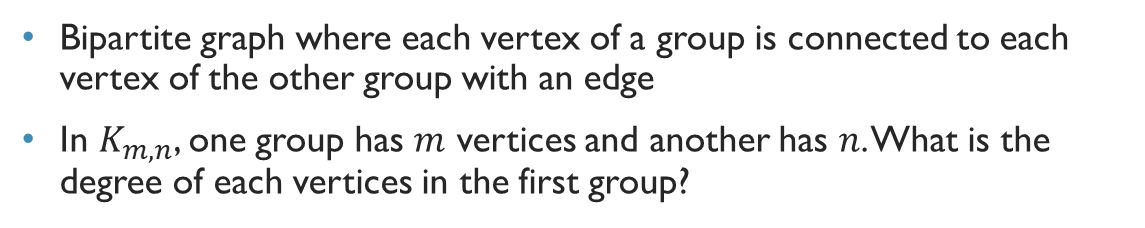 • Bipartite graph where each vertex of a group is connected to each
vertex of the other group with an edge
• In 𝐾𝑚,𝑛, one group has 𝑚 vertices and another has 𝑛. What is the
degree of each vertices in the first group?